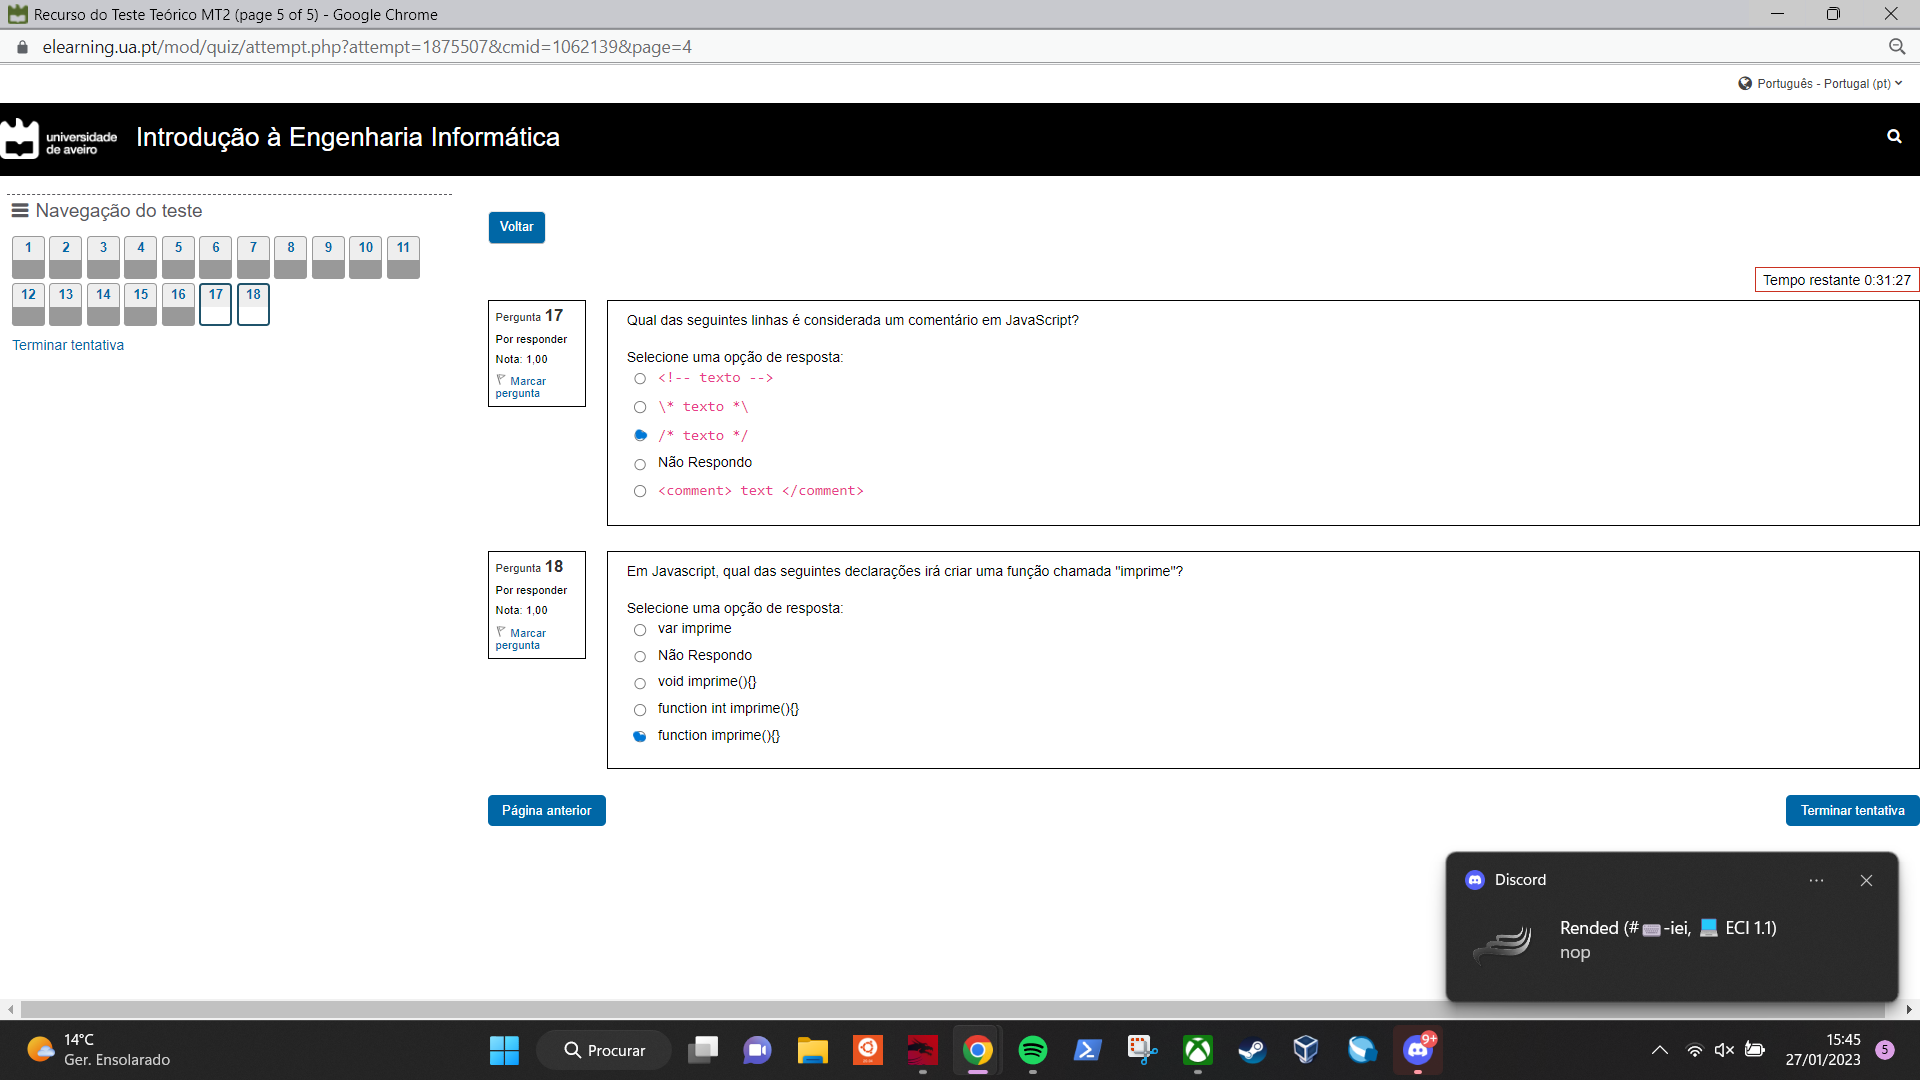 Recurso do Teste Teórico MT2 (page 5 of 5) - Google Chrome
elearning.ua.pt/mod/quiz/attempt.php?attempt=1875507&cmid=1062139&page=4
Português - Portugal (pt)
universidade
de aveiro
Introdução à Engenharia Informática
Navegação do teste
1 2 3 4 5 6 7 8 9 10 11
12 13 14 15 16 17 18
Terminar tentativa
Voltar
Tempo restante 0:31:27
Pergunta 17
Por responder
Nota: 1,00
Marcar
pergunta
Qual das seguintes linhas é considerada um comentário em JavaScript?
Selecione uma opção de resposta:
<!-- texto -->
\* texto *\
/* texto */
Não Respondo
<comment> text </comment>
Pergunta 18
Por responder
Nota: 1,00
Marcar
pergunta
Em Javascript, qual das seguintes declarações irá criar uma função chamada "imprime"?
Selecione uma opção de resposta:
var imprime
Não Respondo
void imprime(){}
function int imprime(){}
function imprime(){}
Página anterior
Terminar tentativa
Discord
Rended (#⌨️-iei, 💻 ECI 1.1)
nop
14°C
Ger. Ensolarado
Procurar
9+
15:45
27/01/2023
5